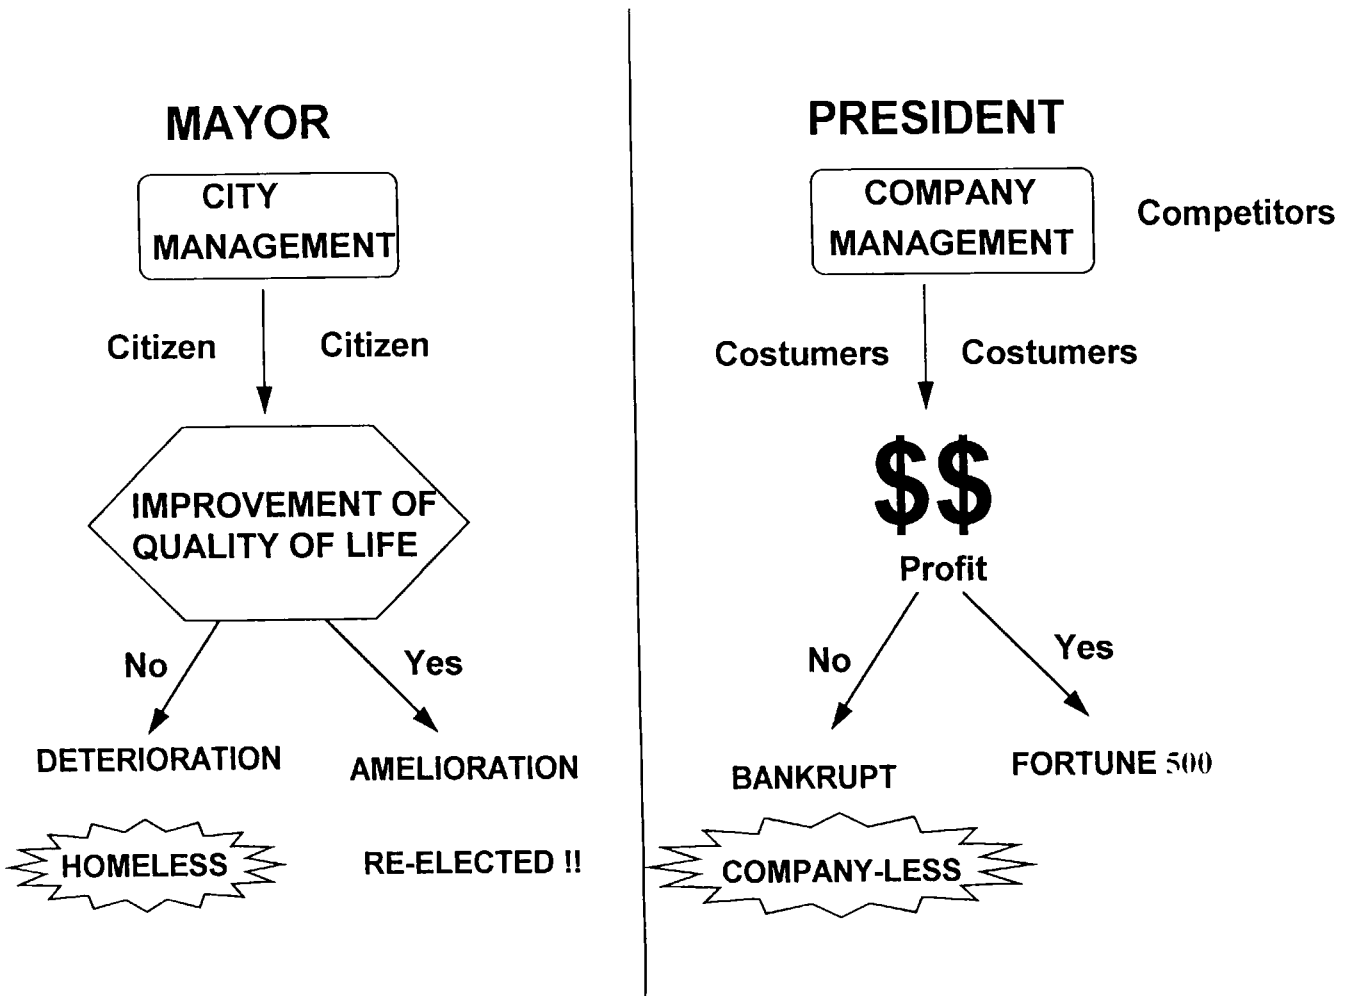 MAYOR
CITY
MANAGEMENT
Citizen
Citizen
IMPROVEMENT OF
QUALITY OF LIFE
No
Yes
DETERIORATION
AMELIORATION
HOMELESS
RE-ELECTED !!
PRESIDENT
COMPANY
MANAGEMENT
Competitors
Costumers
Costumers
$$
Profit
No
Yes
BANKRUPT
FORTUNE 500
COMPANY-LESS